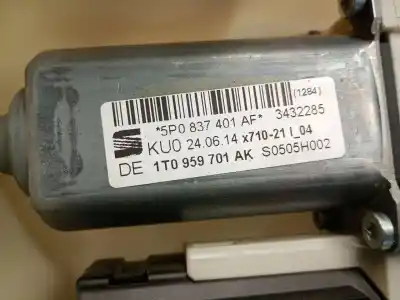 (1284)
*5P0 837 401 AF* 3432285
KU0 24.06.14 x710-21 I_04
DE 1T0 959 701 AK S0505H002